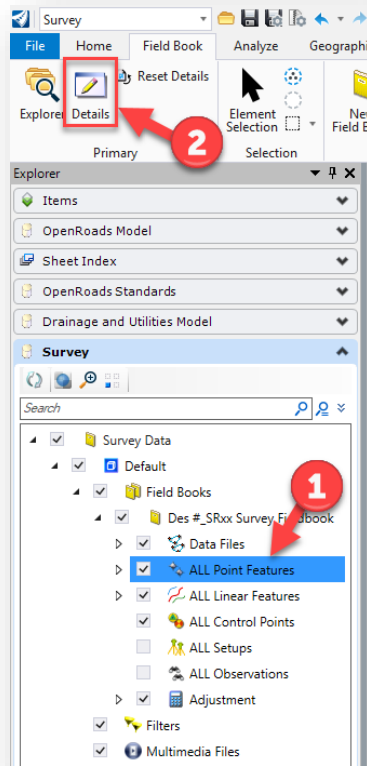 Survey
File Home Field Book Analyze Geographi
Explorer Details Reset Details Element Selection New Field B
2
Primary Selection
Explorer
Items
OpenRoads Model
Sheet Index
OpenRoads Standards
Drainage and Utilities Model
Survey
Search
Survey Data
Default
Field Books
1
Des #_SRxx Survey Fieldbook
Data Files
ALL Point Features
ALL Linear Features
ALL Control Points
ALL Setups
ALL Observations
Adjustment
Filters
Multimedia Files